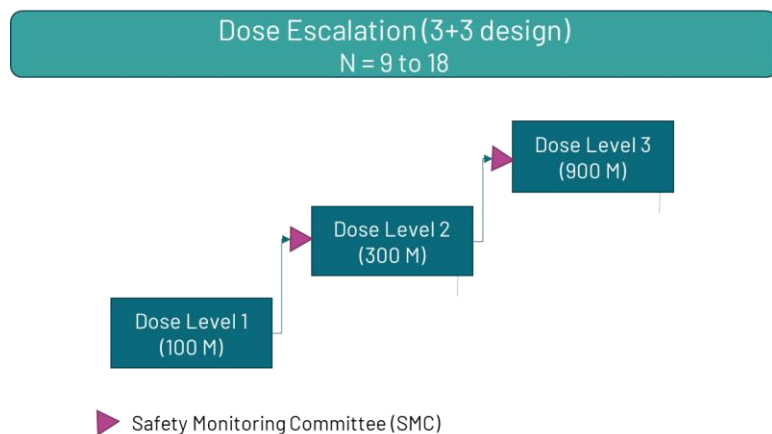 Dose Escalation (3+3 design)
N = 9 to 18
Dose Level 3
(900 M)
Dose Level 2
(300 M)
Dose Level 1
(100 M)
Safety Monitoring Committee (SMC)